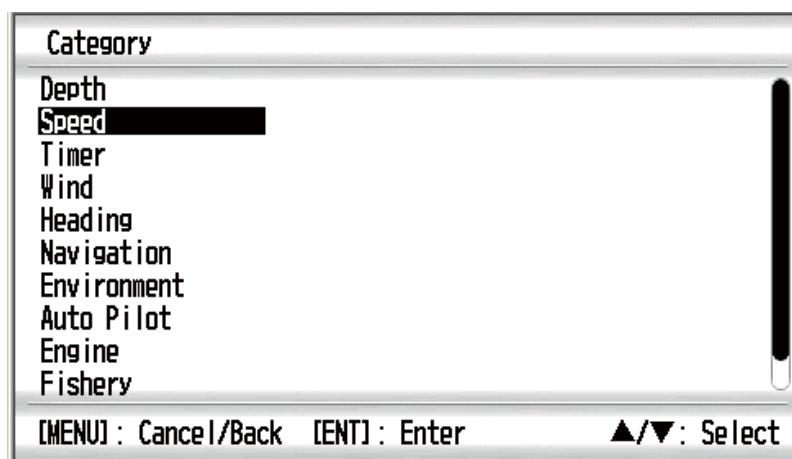 Category
Depth
Speed
Timer
Wind
Heading
Navigation
Environment
Auto Pilot
Engine
Fishery
[MENU]: Cancel/Back [ENT]: Enter ▲/▼: Select